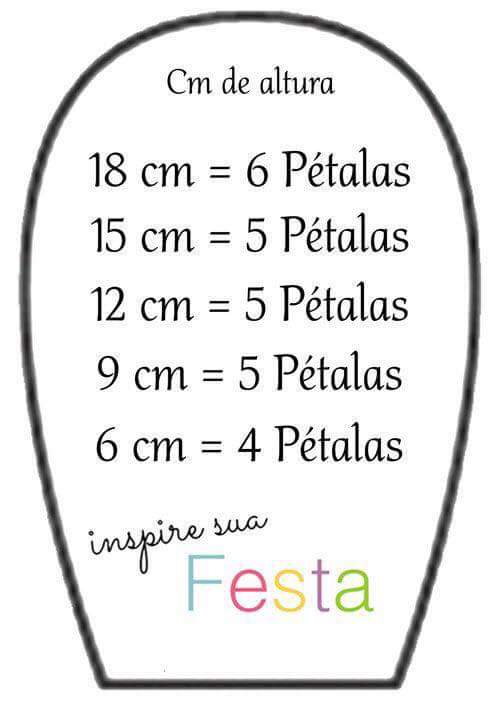 Cm de altura
18 cm = 6 Pétalas
15 cm = 5 Pétalas
12 cm = 5 Pétalas
9 cm = 5 Pétalas
6 cm = 4 Pétalas
inspire sua
Festa